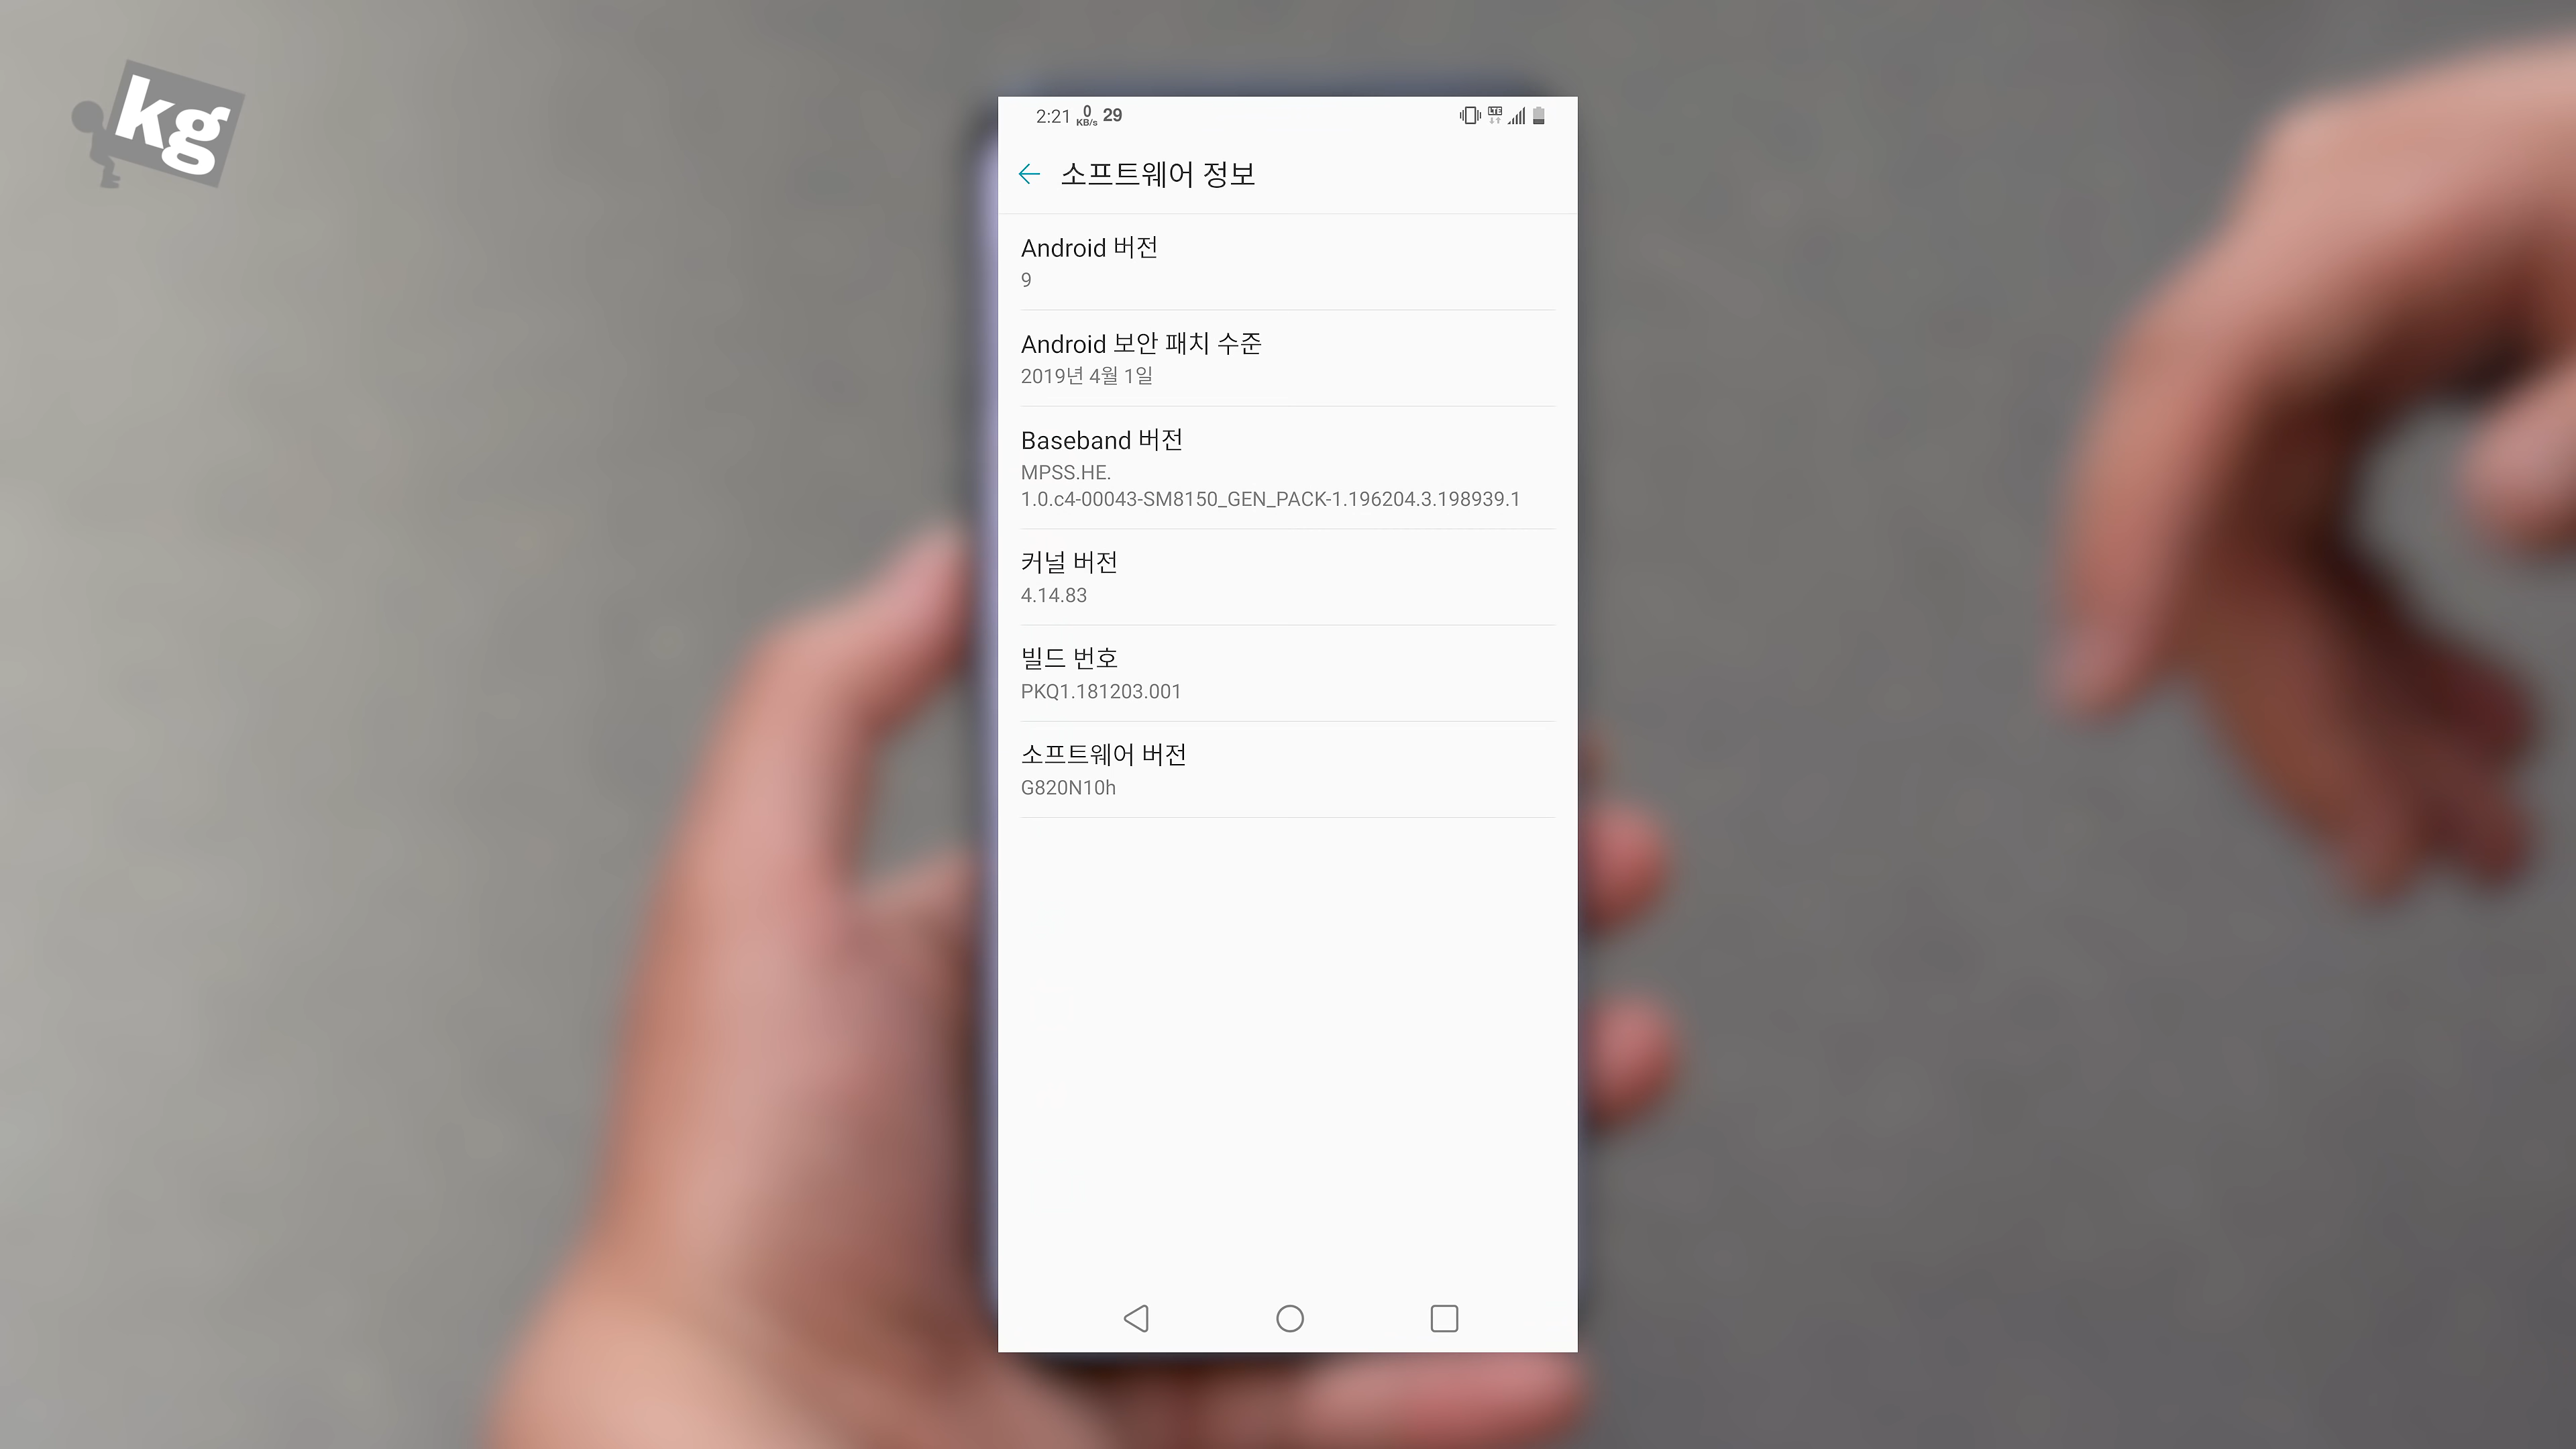 kg
2:21 0 KB/s 29 LTE
소프트웨어 정보
Android 버전
9
Android 보안 패치 수준
2019년 4월 1일
Baseband 버전
MPSS.HE.
1.0.c4-00043-SM8150_GEN_PACK-1.196204.3.198939.1
커널 버전
4.14.83
빌드 번호
PKQ1.181203.001
소프트웨어 버전
G820N10h